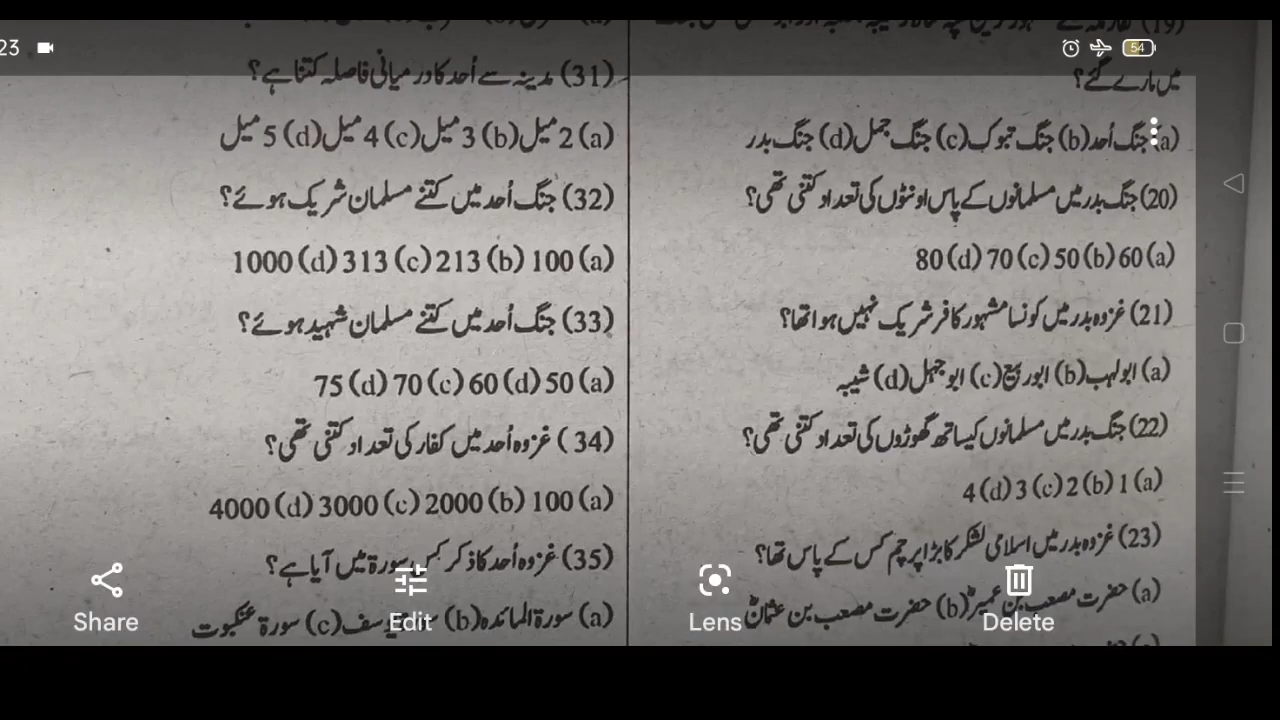 23
54
میں مارے گئے؟
(a) جنگ اُحد (b) جنگ تبوک (c) جنگ جمل (d) جنگ بدر
(20) جنگ بدر میں مسلمانوں کے پاس اونٹوں کی تعداد کتنی تھی؟
(a) 60 (b) 50 (c) 70 (d) 80
(21) غزوہ بدر میں کونسا مشہور کافر شریک نہیں ہوا تھا؟
(a) ابولہب (b) ابوربیع (c) ابوجہل (d) شیبہ
(22) جنگ بدر میں مسلمانوں کیساتھ گھوڑوں کی تعداد کتنی تھی؟
(a) 1 (b) 2 (c) 3 (d) 4
(23) غزوہ بدر میں اسلامی لشکر کا بڑا پرچم کس کے پاس تھا؟
(a) حضرت مصعب بن عمیرؓ (b) حضرت مصعب بن عثمانؓ
(31) مدینہ سے اُحد کا درمیانی فاصلہ کتنا ہے؟
(a) 2 میل (b) 3 میل (c) 4 میل (d) 5 میل
(32) جنگ اُحد میں کتنے مسلمان شریک ہوئے؟
(a) 100 (b) 213 (c) 313 (d) 1000
(33) جنگ اُحد میں کتنے مسلمان شہید ہوئے؟
(a) 50 (d) 60 (c) 70 (d) 75
(34) غزوہ اُحد میں کفار کی تعداد کتنی تھی؟
(a) 100 (b) 2000 (c) 3000 (d) 4000
(35) غزوہ اُحد کا ذکر کس سورۃ میں آیا ہے؟
(a) سورۃ المائدہ (b) یوسف (c) سورۃ عنکبوت
Share
Edit
Lens
Delete